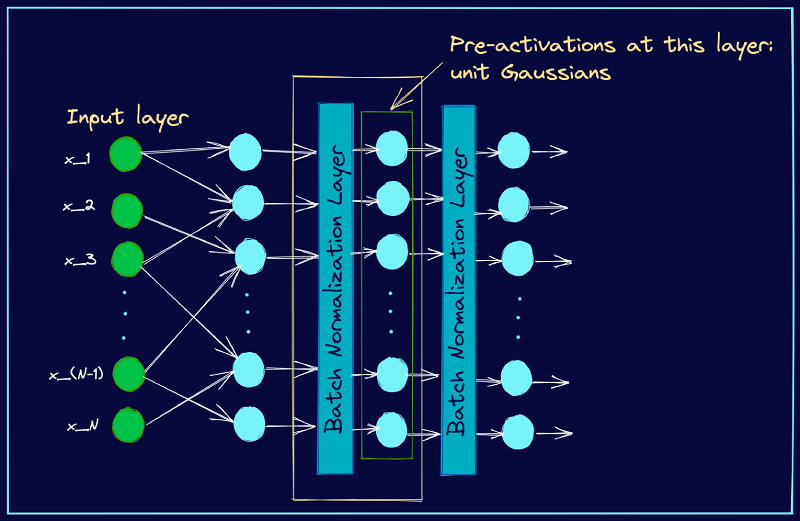 Pre-activations at this layer:
unit Gaussians
Input layer
x_1
x_2
x_3
x_(N-1)
x_N
Batch Normalization Layer
Batch Normalization Layer